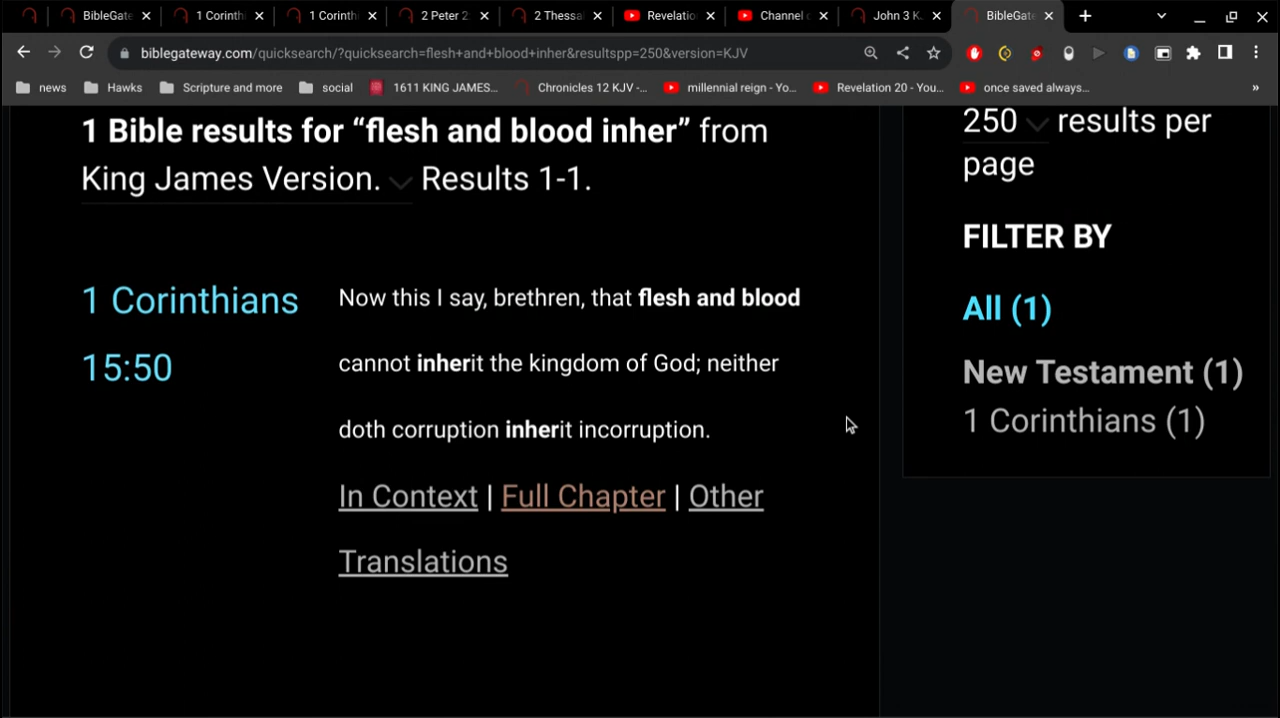 BibleGate
1 Corinthi
1 Corinthi
2 Peter 2
2 Thessa
Revelatio
Channel c
John 3 K
BibleGate
biblegateway.com/quicksearch/?quicksearch=flesh+and+blood+inher&resultspp=250&version=KJV
news
Hawks
Scripture and more
social
1611 KING JAMES...
Chronicles 12 KJV -...
millennial reign - Yo...
Revelation 20 - You...
once saved always...
»
1 Bible results for “flesh and blood inher” from
King James Version. Results 1-1.
1 Corinthians
15:50
Now this I say, brethren, that flesh and blood
cannot inherit the kingdom of God; neither
doth corruption inherit incorruption.
In Context | Full Chapter | Other
Translations
250 results per
page
FILTER BY
All (1)
New Testament (1)
1 Corinthians (1)